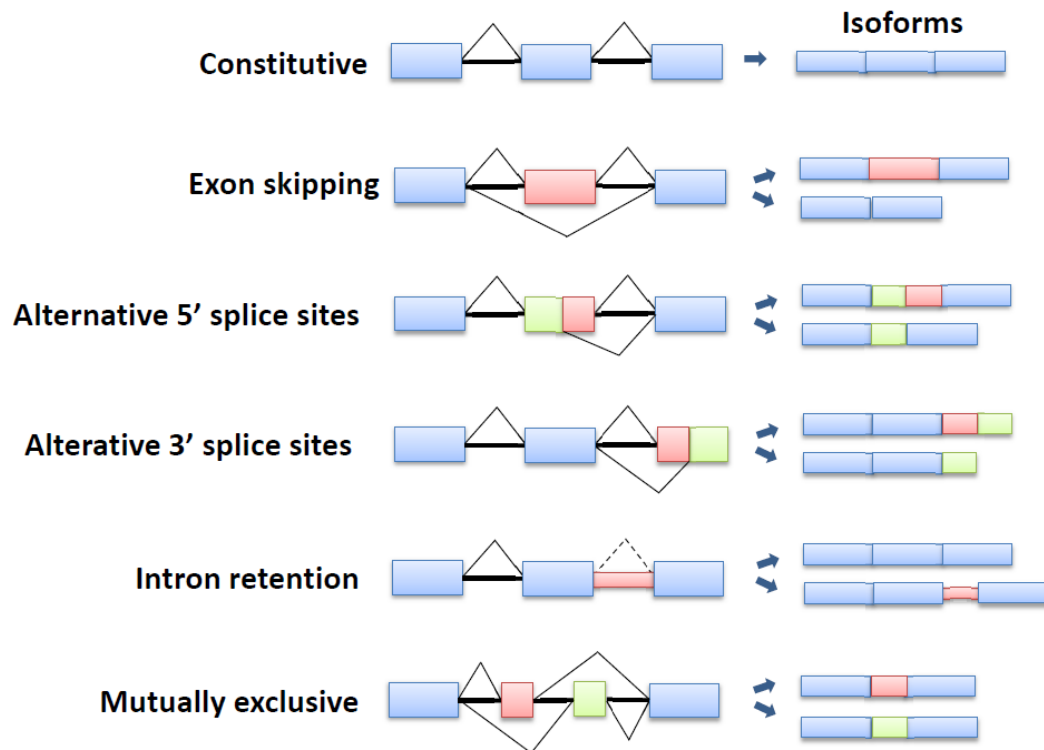 Isoforms
Constitutive
Exon skipping
Alternative 5’ splice sites
Alterative 3’ splice sites
Intron retention
Mutually exclusive